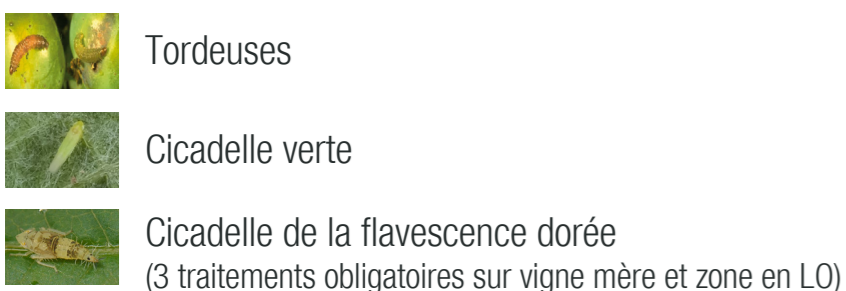 Tordeuses
Cicadelle verte
Cicadelle de la flavescence dorée
(3 traitements obligatoires sur vigne mère et zone en LO)